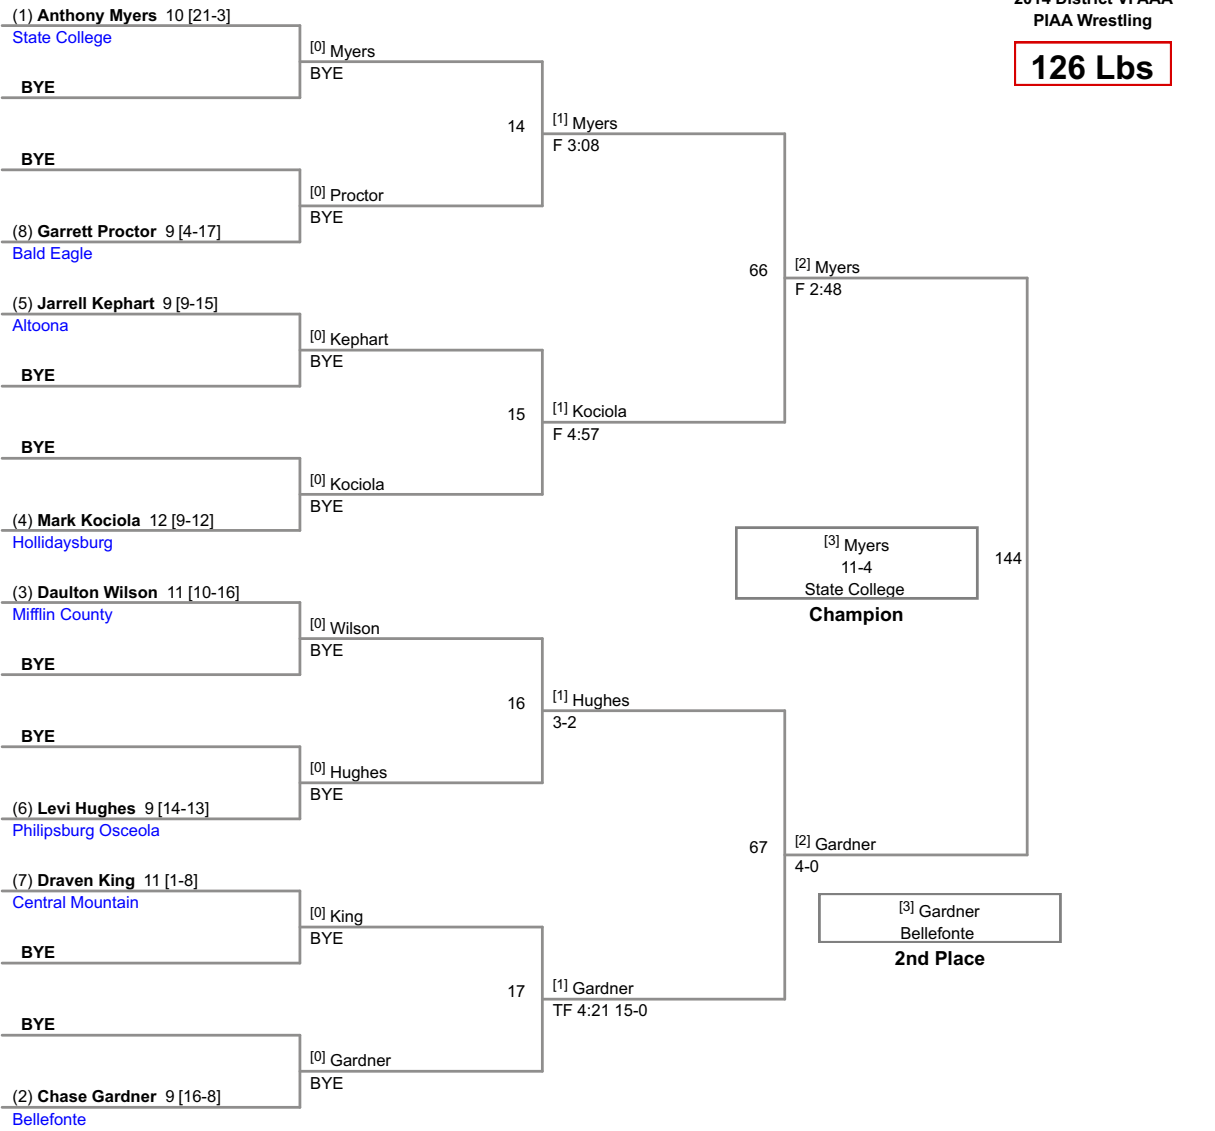 2014 District VI AAA
PIAA Wrestling
126 Lbs
(1) Anthony Myers 10 [21-3]
State College
[0] Myers
BYE
BYE
14
[1] Myers
F 3:08
BYE
[0] Proctor
BYE
(8) Garrett Proctor 9 [4-17]
Bald Eagle
66
[2] Myers
F 2:48
(5) Jarrell Kephart 9 [9-15]
Altoona
[0] Kephart
BYE
BYE
15
[1] Kociola
F 4:57
BYE
[0] Kociola
BYE
(4) Mark Kociola 12 [9-12]
Hollidaysburg
[3] Myers
11-4
State College
Champion
144
(3) Daulton Wilson 11 [10-16]
Mifflin County
[0] Wilson
BYE
BYE
16
[1] Hughes
3-2
BYE
[0] Hughes
BYE
(6) Levi Hughes 9 [14-13]
Philipsburg Osceola
67
[2] Gardner
4-0
(7) Draven King 11 [1-8]
Central Mountain
[0] King
BYE
[3] Gardner
Bellefonte
2nd Place
BYE
17
[1] Gardner
TF 4:21 15-0
BYE
[0] Gardner
BYE
(2) Chase Gardner 9 [16-8]
Bellefonte